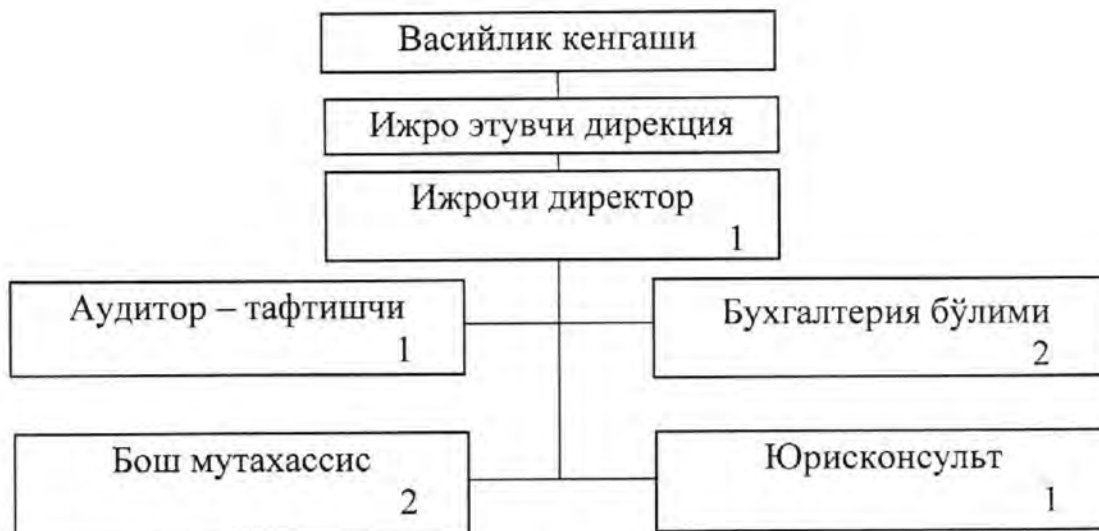 Васийлик кенгаши
Ижро этувчи дирекция
Ижрочи директор
1
Аудитор – тафтишчи
1
Бухгалтерия бўлими
2
Бош мутахассис
2
Юрисконсульт
1